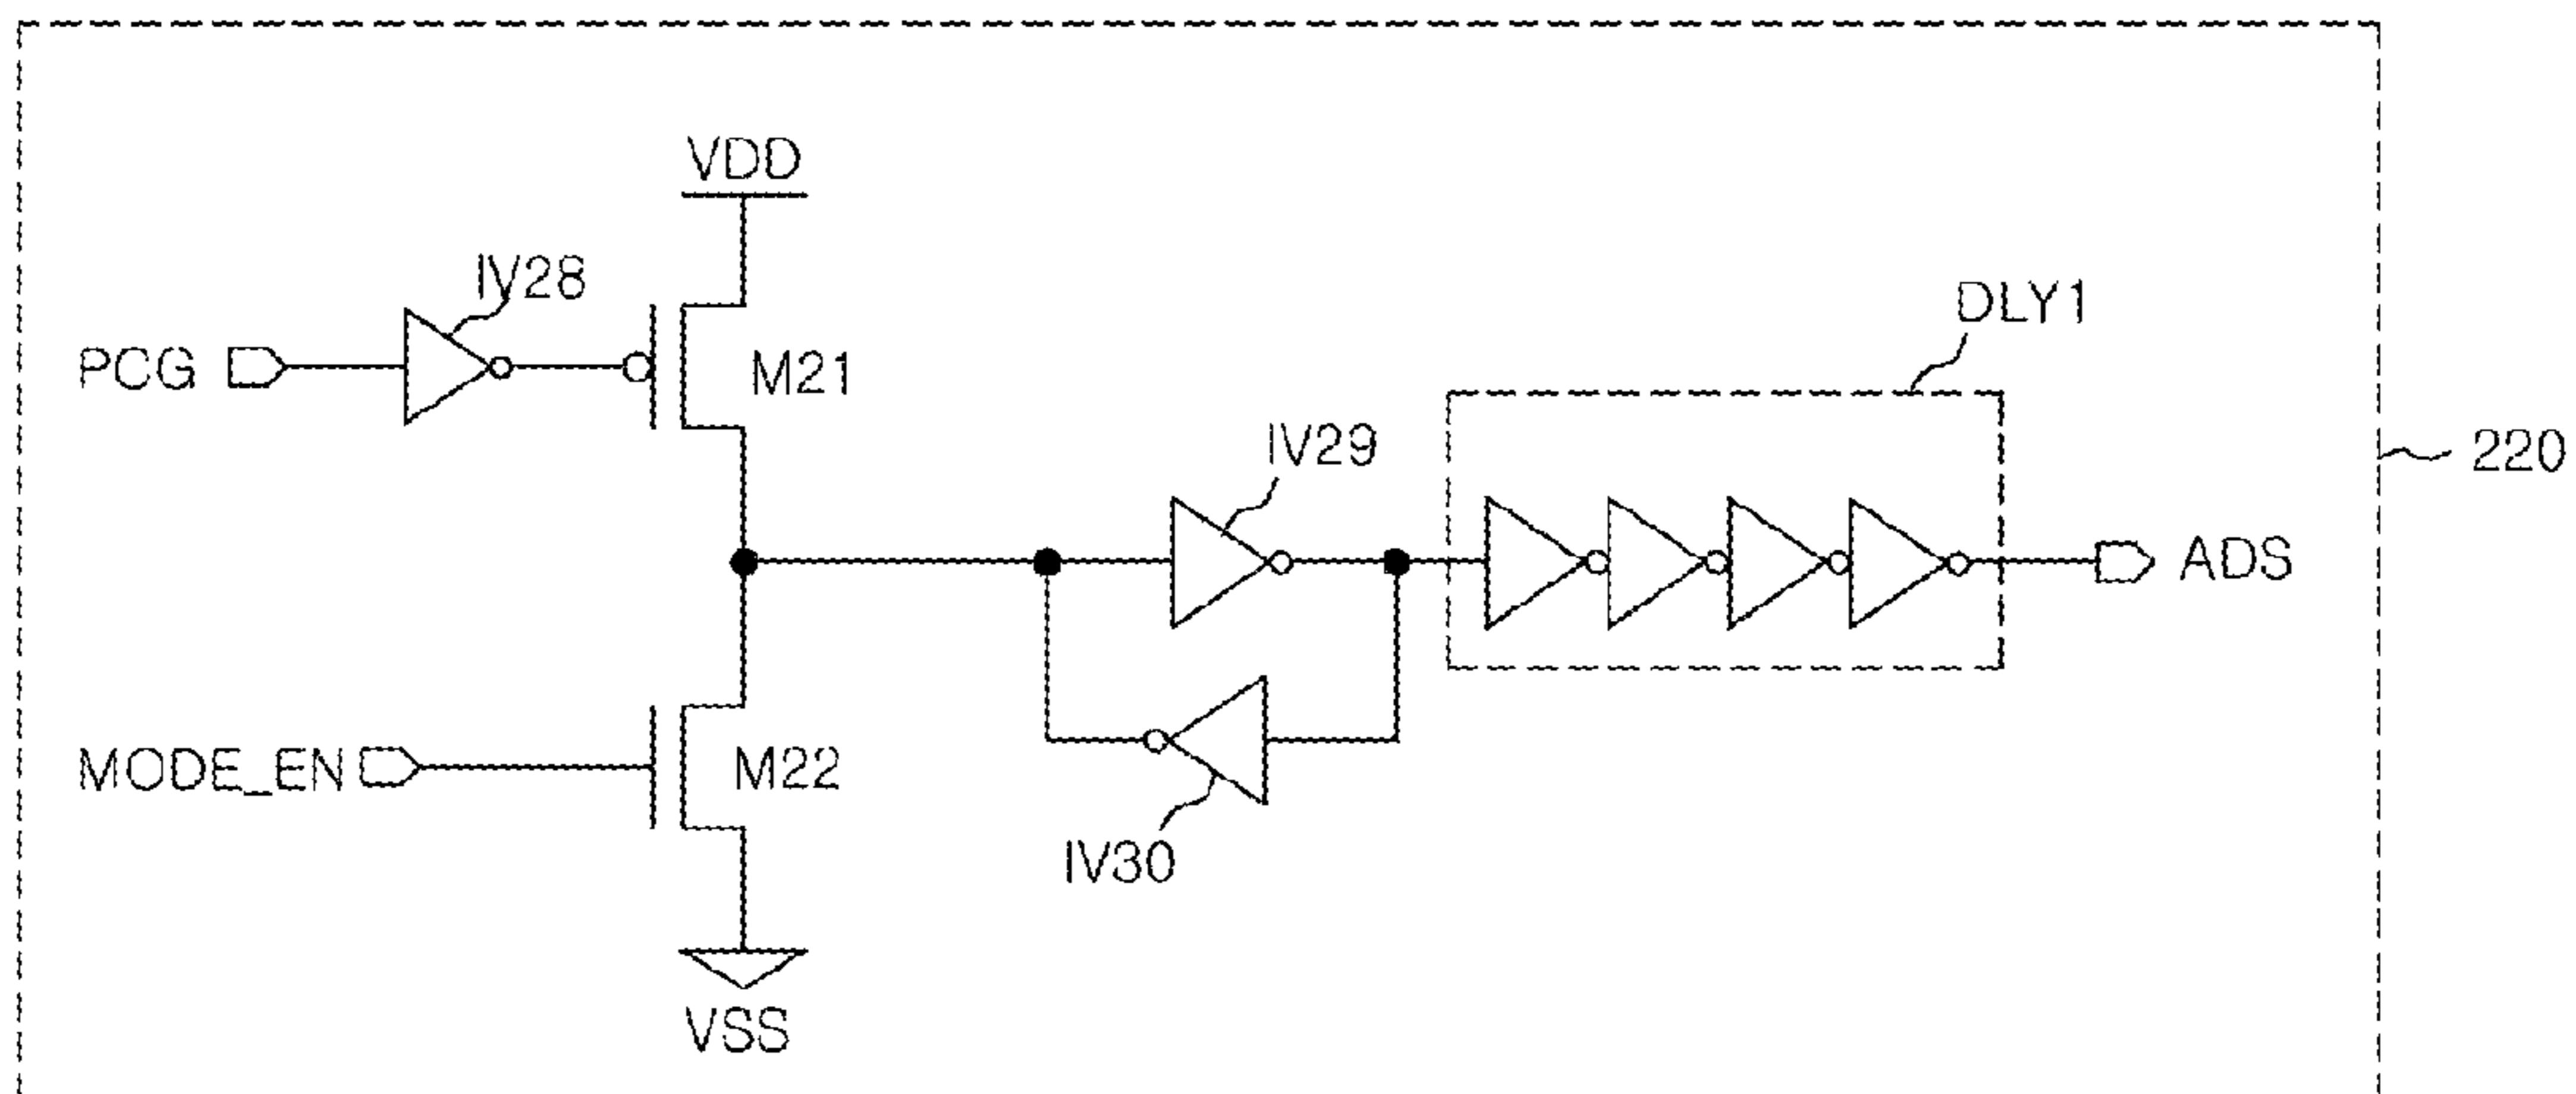 VDD
IV28
PCG
M21
DLY1
IV29
220
ADS
MODE_EN
M22
IV30
VSS